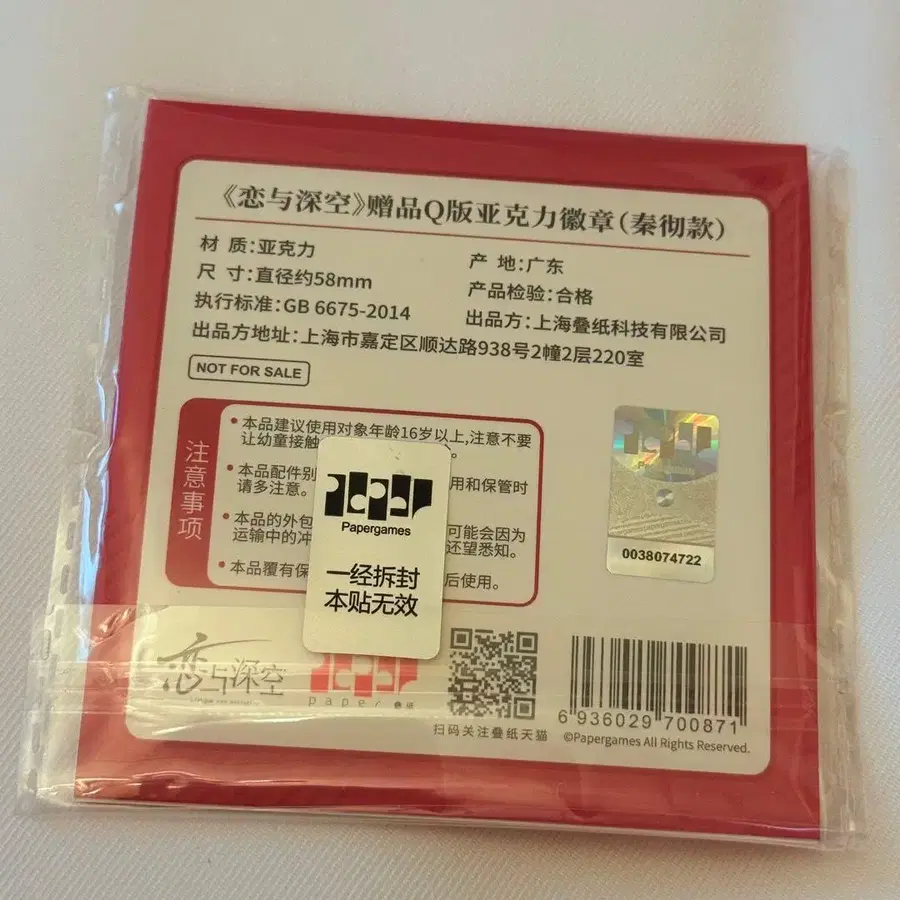 《恋与深空》赠品Q版亚克力徽章(秦彻款)
材 质:亚克力
产 地:广东
尺 寸:直径约58mm
产品检验:合格
执行标准:GB 6675-2014
出品方:上海叠纸科技有限公司
出品方地址:上海市嘉定区顺达路938号2幢2层220室
NOT FOR SALE
注意事项
•本品建议使用对象年龄16岁以上,注意不要
让幼童接触
•本品配件别 用和保管时
请多注意。
•本品的外包 可能会因为
运输中的冲 还望悉知。
•本品覆有保 后使用。
Papergames
一经拆封
本贴无效
Papergames
0038074722
恋与深空
paper 叠纸
扫码关注叠纸天猫
6 936029 700871
©Papergames All Rights Reserved.